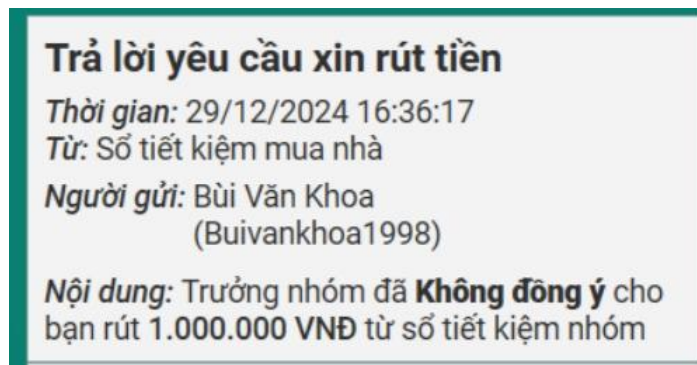 Trả lời yêu cầu xin rút tiền
Thời gian: 29/12/2024 16:36:17
Từ: Sổ tiết kiệm mua nhà
Người gửi: Bùi Văn Khoa
(Buivankhoa1998)
Nội dung: Trưởng nhóm đã Không đồng ý cho
bạn rút 1.000.000 VNĐ từ sổ tiết kiệm nhóm